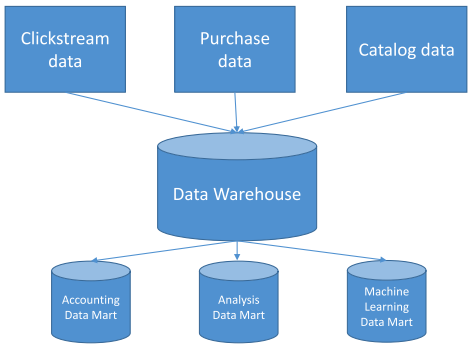 Clickstream
data
Purchase
data
Catalog data
Data Warehouse
Accounting
Data Mart
Analysis
Data Mart
Machine
Learning
Data Mart